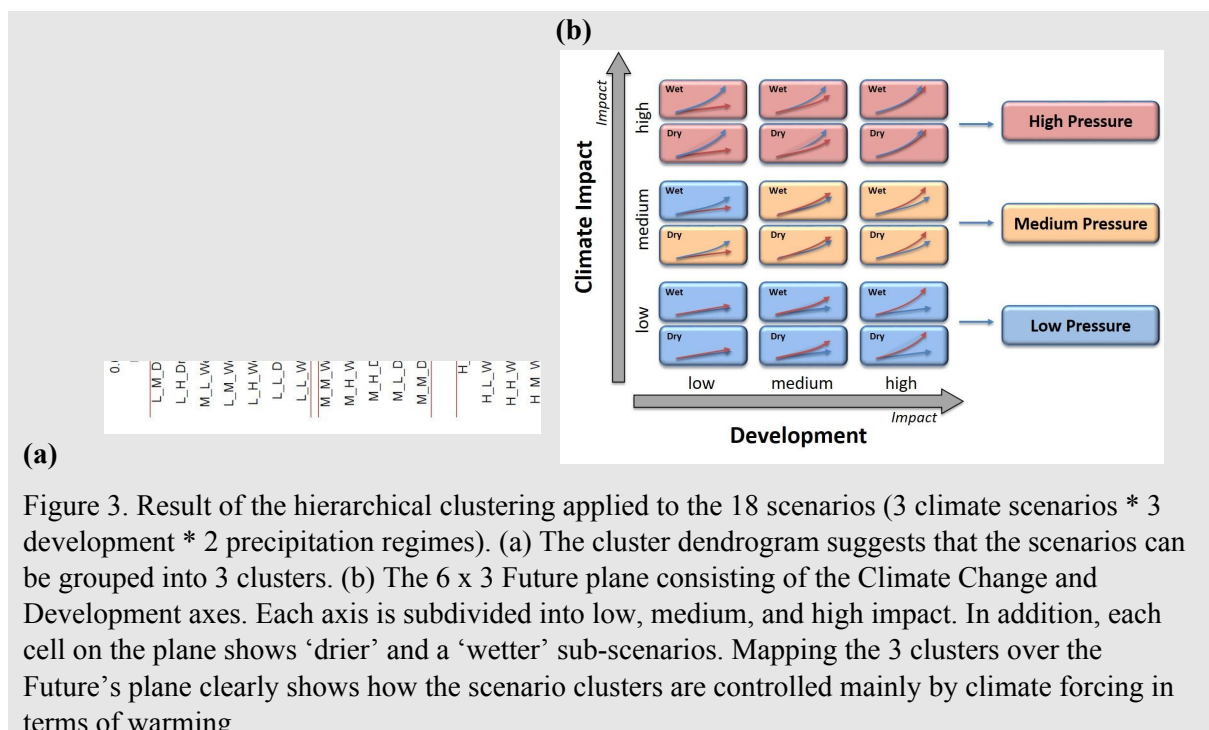 (b)
Impact
Climate Impact
high
medium
low
Wet
Wet
Wet
Dry
Dry
Dry
High Pressure
Wet
Wet
Wet
Dry
Dry
Dry
Medium Pressure
Wet
Wet
Wet
Dry
Dry
Dry
Low Pressure
low
medium
high
Impact
Development
L_M_D
L_H_Dr
M_L_We
L_M_We
L_H_We
L_L_D
L_L_W
M_M_W
M_H_W
M_H_D
M_L_D
M_M_D
H_
H_L_W
H_H_W
H_M_W
(a)
Figure 3. Result of the hierarchical clustering applied to the 18 scenarios (3 climate scenarios * 3
development * 2 precipitation regimes). (a) The cluster dendrogram suggests that the scenarios can
be grouped into 3 clusters. (b) The 6 x 3 Future plane consisting of the Climate Change and
Development axes. Each axis is subdivided into low, medium, and high impact. In addition, each
cell on the plane shows ‘drier’ and a ‘wetter’ sub-scenarios. Mapping the 3 clusters over the
Future’s plane clearly shows how the scenario clusters are controlled mainly by climate forcing in
terms of warming